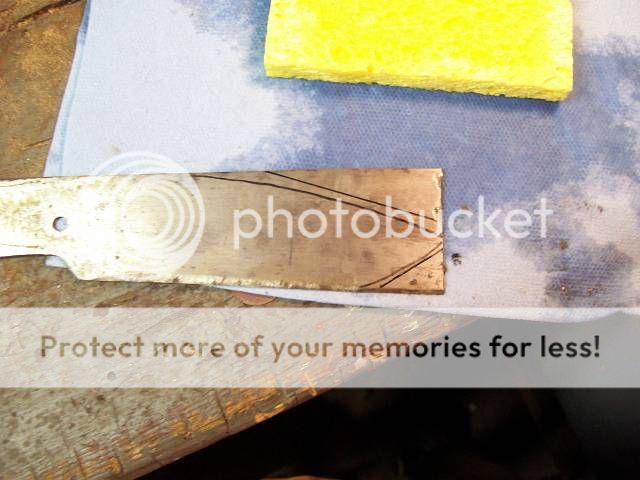 photobucket
Protect more of your memories for less!